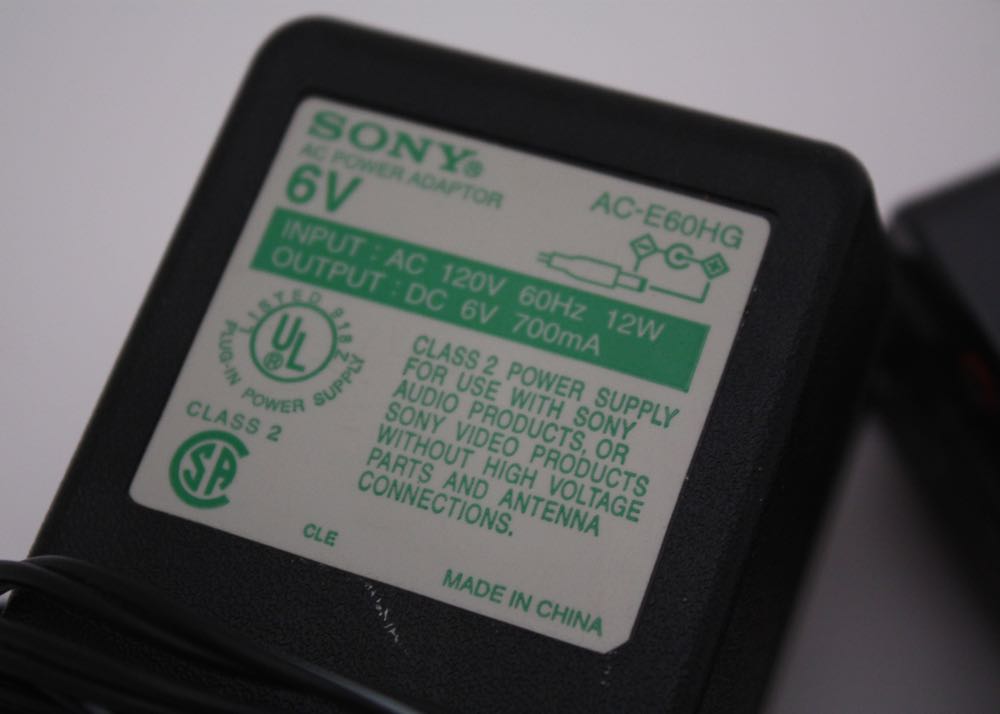 SONY®
AC POWER ADAPTOR
6V
AC-E60HG
INPUT : AC 120V 60Hz 12W
OUTPUT : DC 6V 700mA
LISTED 918Z
UL
®
PLUG-IN POWER SUPPLY
CLASS 2
SA
CLASS 2 POWER SUPPLY
FOR USE WITH SONY
AUDIO PRODUCTS, OR
SONY VIDEO PRODUCTS
WITHOUT HIGH VOLTAGE
PARTS AND ANTENNA
CONNECTIONS.
CLE
MADE IN CHINA